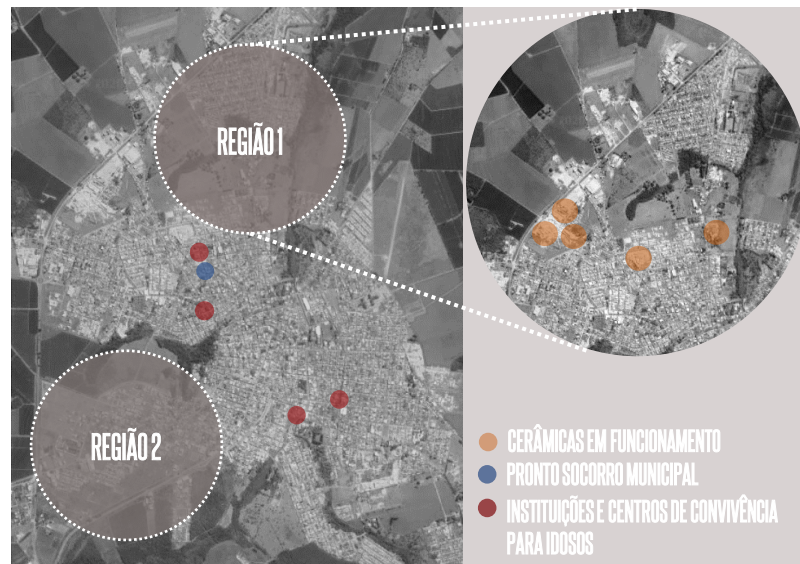 REGIÃO 1
REGIÃO 2
CERÂMICAS EM FUNCIONAMENTO
PRONTO SOCORRO MUNICIPAL
INSTITUIÇÕES E CENTROS DE CONVIVÊNCIA
PARA IDOSOS